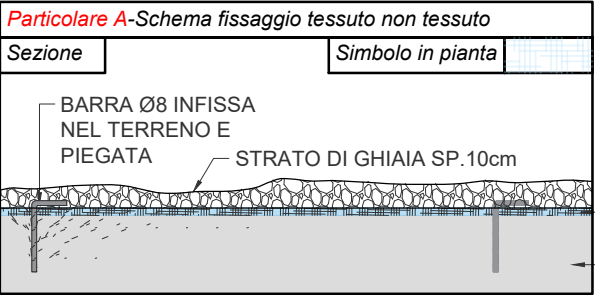 Particolare A-Schema fissaggio tessuto non tessuto
Sezione
Simbolo in pianta
BARRA Ø8 INFISSA
NEL TERRENO E
PIEGATA
STRATO DI GHIAIA SP.10cm